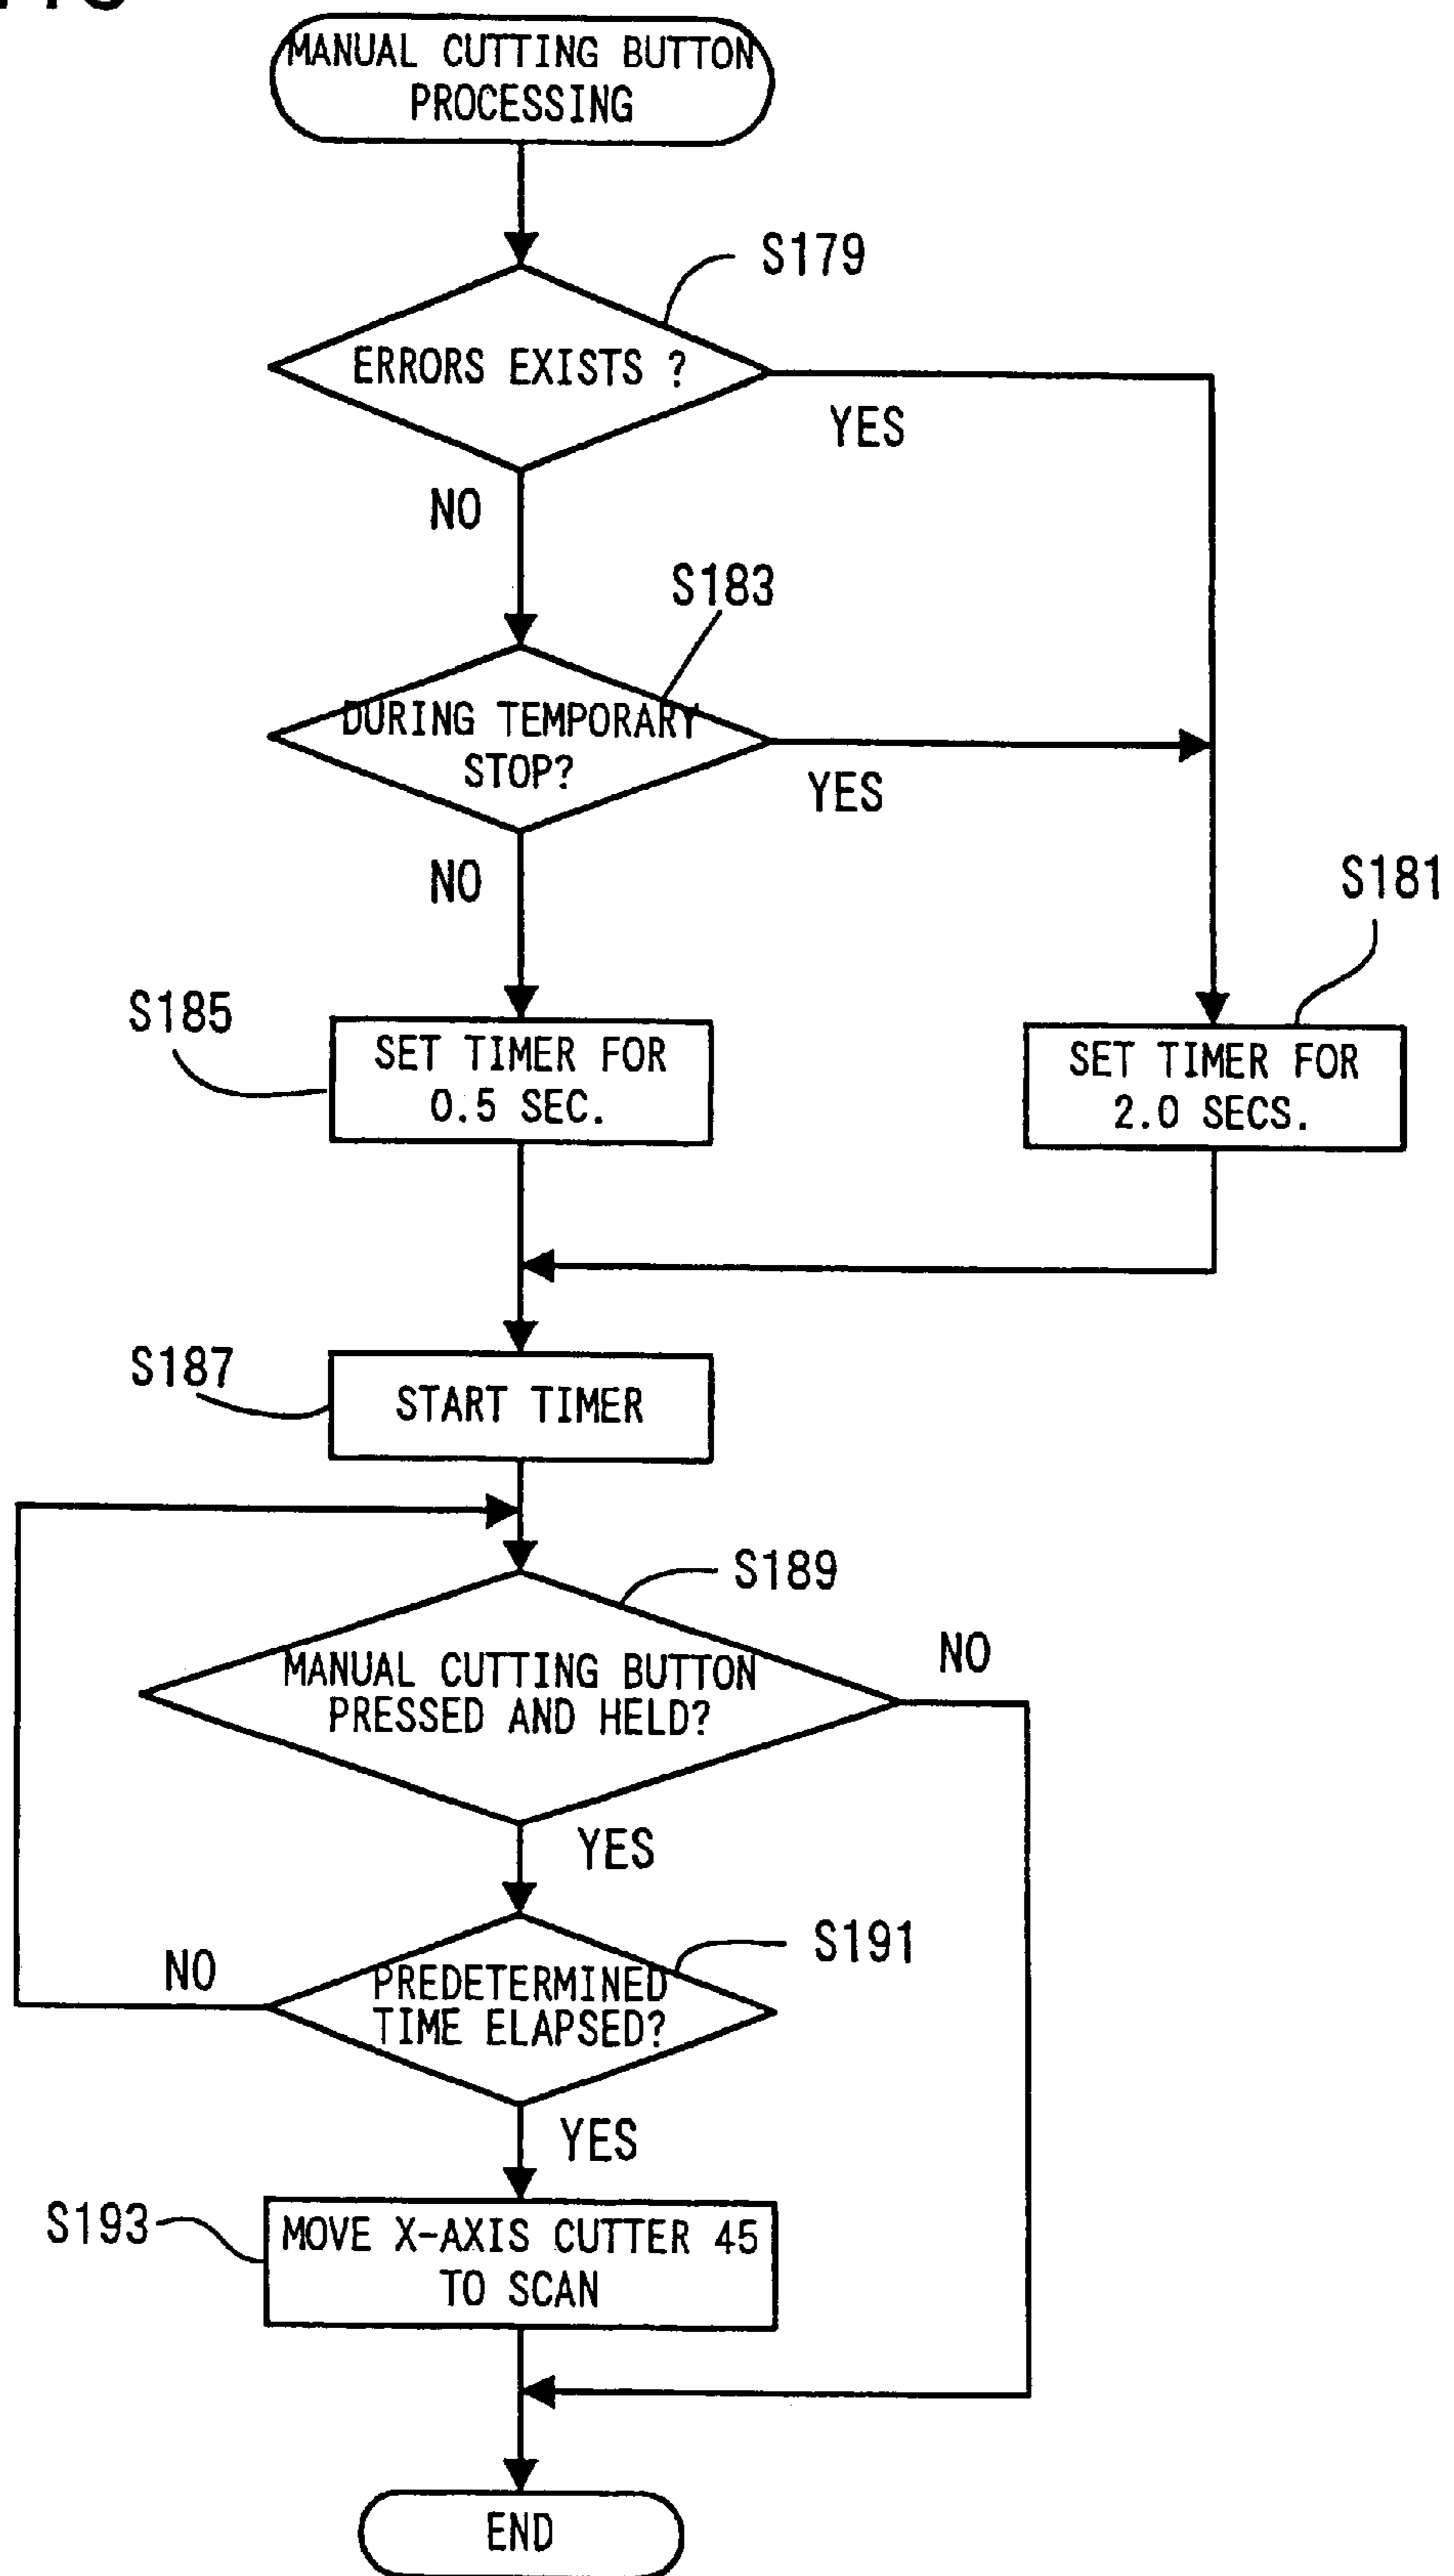 MANUAL CUTTING BUTTON
PROCESSING
S179
ERRORS EXISTS ?
YES
NO
S183
DURING TEMPORARY
STOP?
YES
NO
S181
S185
SET TIMER FOR
0.5 SEC.
SET TIMER FOR
2.0 SECS.
S187
START TIMER
S189
NO
MANUAL CUTTING BUTTON
PRESSED AND HELD?
YES
S191
NO
PREDETERMINED
TIME ELAPSED?
YES
S193
MOVE X-AXIS CUTTER 45
TO SCAN
END